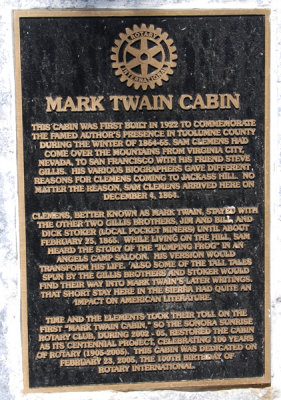 ROTARY
INTERNATIONAL
MARK TWAIN CABIN
THIS CABIN WAS FIRST BUILT IN 1922 TO COMMEMORATE
THE FAMED AUTHOR'S PRESENCE IN TUOLUMNE COUNTY
DURING THE WINTER OF 1864-65. SAM CLEMENS HAD
COME OVER THE MOUNTAINS FROM VIRGINIA CITY,
NEVADA, TO SAN FRANCISCO WITH HIS FRIEND STEVE
GILLIS. HIS VARIOUS BIOGRAPHERS GAVE DIFFERENT
REASONS FOR CLEMENS COMING TO JACKASS HILL. NO
MATTER THE REASON, SAM CLEMENS ARRIVED HERE ON
DECEMBER 4, 1864.
CLEMENS, BETTER KNOWN AS MARK TWAIN, STAYED WITH
THE OTHER TWO GILLIS BROTHERS, JIM AND BILL, AND
DICK STOKER (LOCAL POCKET MINERS) UNTIL ABOUT
FEBRUARY 25, 1865. WHILE LIVING ON THE HILL, SAM
HEARD THE STORY OF THE "JUMPING FROG" IN AN
ANGELS CAMP SALOON. HIS VERSION WOULD
TRANSFORM HIS LIFE. ALSO SOME OF THE TALL TALES
SPUN BY THE GILLIS BROTHERS AND STOKER WOULD
FIND THEIR WAY INTO MARK TWAIN'S LATER WRITINGS.
THAT SHORT STAY HERE IN THE SIERRA HAD QUITE AN
IMPACT ON AMERICAN LITERATURE.
TIME AND THE ELEMENTS TOOK THEIR TOLL ON THE
FIRST "MARK TWAIN CABIN," SO THE SONORA SUNRISE
ROTARY CLUB, DURING 2002 - 05, RESTORED THE CABIN
AS ITS CENTENNIAL PROJECT, CELEBRATING 100 YEARS
OF ROTARY (1905-2005). THIS CABIN WAS DEDICATED ON
FEBRUARY 23, 2005, THE 100TH BIRTHDAY OF
ROTARY INTERNATIONAL.